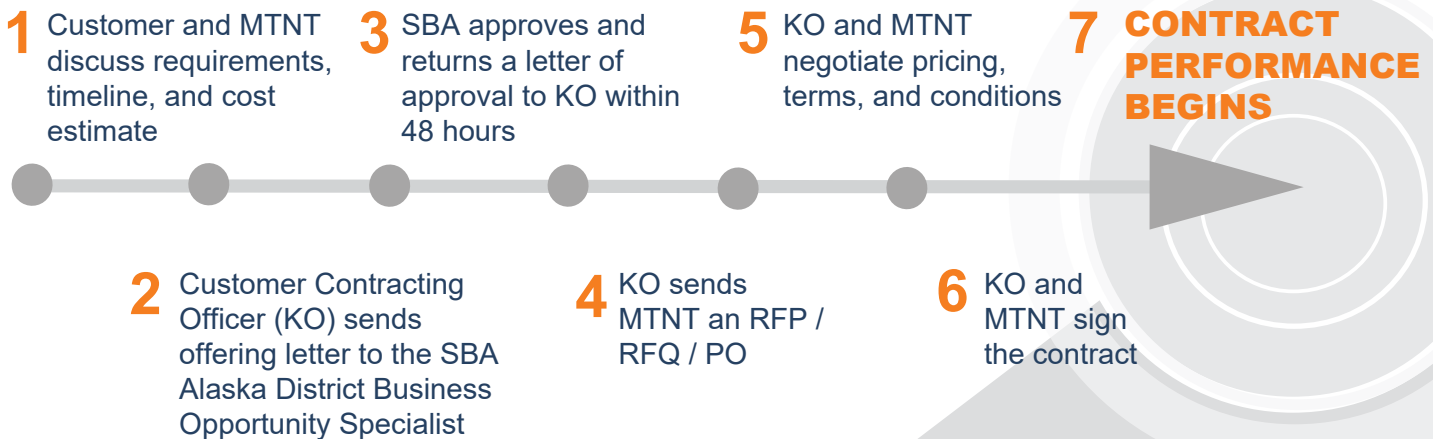 1 Customer and MTNT
discuss requirements,
timeline, and cost
estimate
2 Customer Contracting
Officer (KO) sends
offering letter to the SBA
Alaska District Business
Opportunity Specialist
3 SBA approves and
returns a letter of
approval to KO within
48 hours
4 KO sends
MTNT an RFP /
RFQ / PO
5 KO and MTNT
negotiate pricing,
terms, and conditions
6 KO and
MTNT sign
the contract
7 CONTRACT
PERFORMANCE
BEGINS